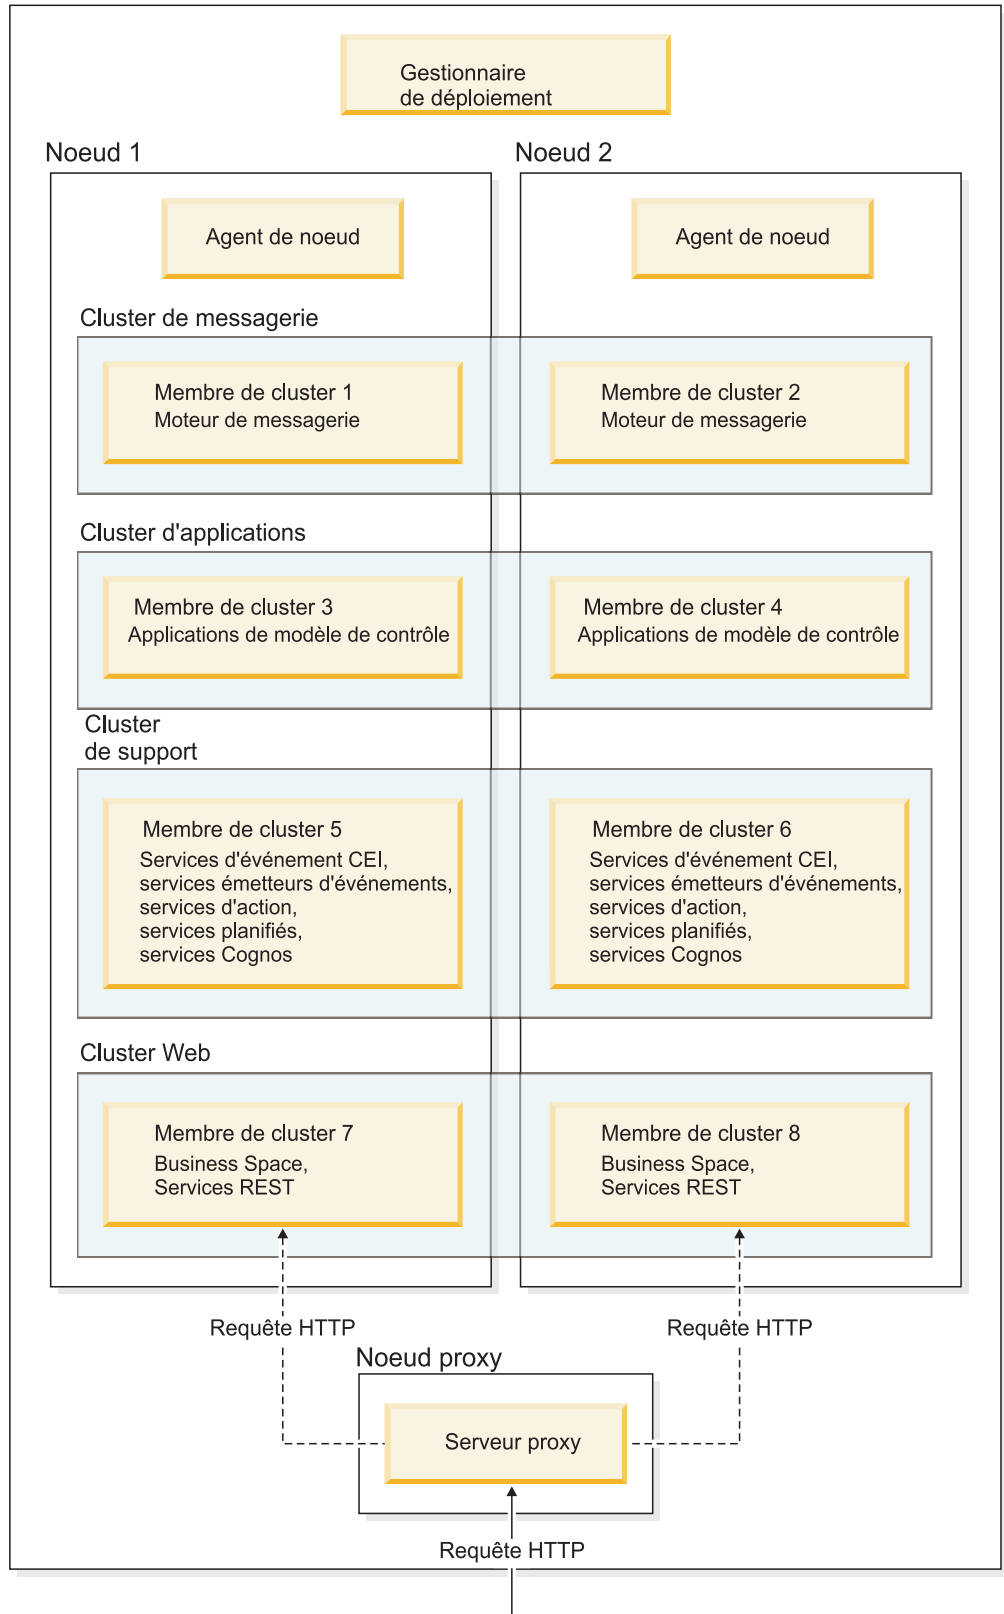 Gestionnaire
de déploiement
Noeud 1
Noeud 2
Agent de noeud
Agent de noeud
Cluster de messagerie
Membre de cluster 1
Moteur de messagerie
Membre de cluster 2
Moteur de messagerie
Cluster d'applications
Membre de cluster 3
Applications de modèle de contrôle
Membre de cluster 4
Applications de modèle de contrôle
Cluster
de support
Membre de cluster 5
Services d'événement CEI,
services émetteurs d'événements,
services d'action,
services planifiés,
services Cognos
Membre de cluster 6
Services d'événement CEI,
services émetteurs d'événements,
services d'action,
services planifiés,
services Cognos
Cluster Web
Membre de cluster 7
Business Space,
Services REST
Membre de cluster 8
Business Space,
Services REST
Requête HTTP
Requête HTTP
Noeud proxy
Serveur proxy
Requête HTTP